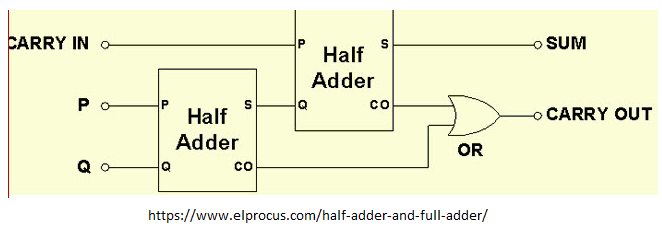 CARRY IN
P
S
SUM
Half
Adder
P
P
S
Q
CO
CARRY OUT
Half
Adder
Q
Q
CO
OR
https://www.elprocus.com/half-adder-and-full-adder/